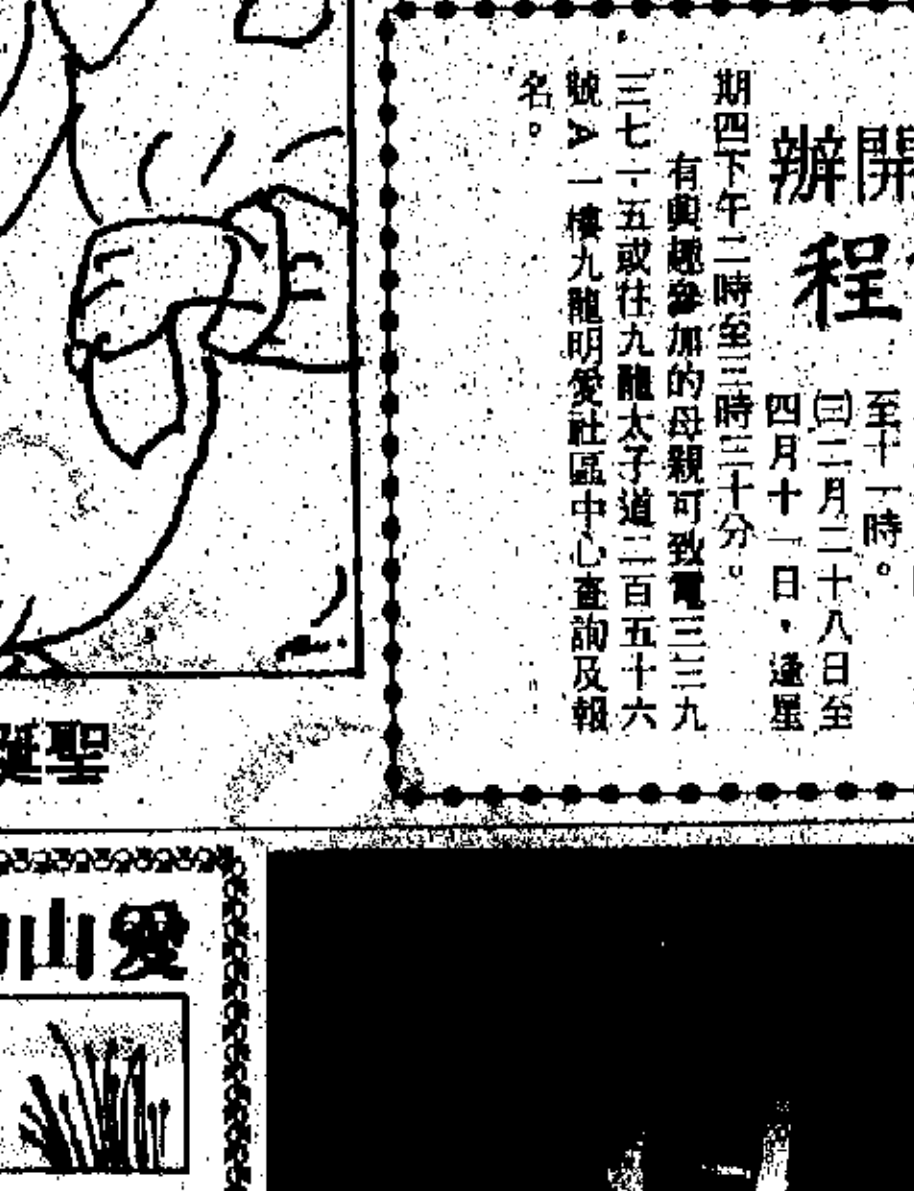 開
辦
程
至十一時。
㈢二月二十八日至
四月十一日，逢星
期四下午二時至三時三十分。
有興趣參加的母親可致電三三九
三七一五或往九龍太子道二百五十六
號A一樓九龍明愛社區中心查詢及報
名。
聖誕
愛山